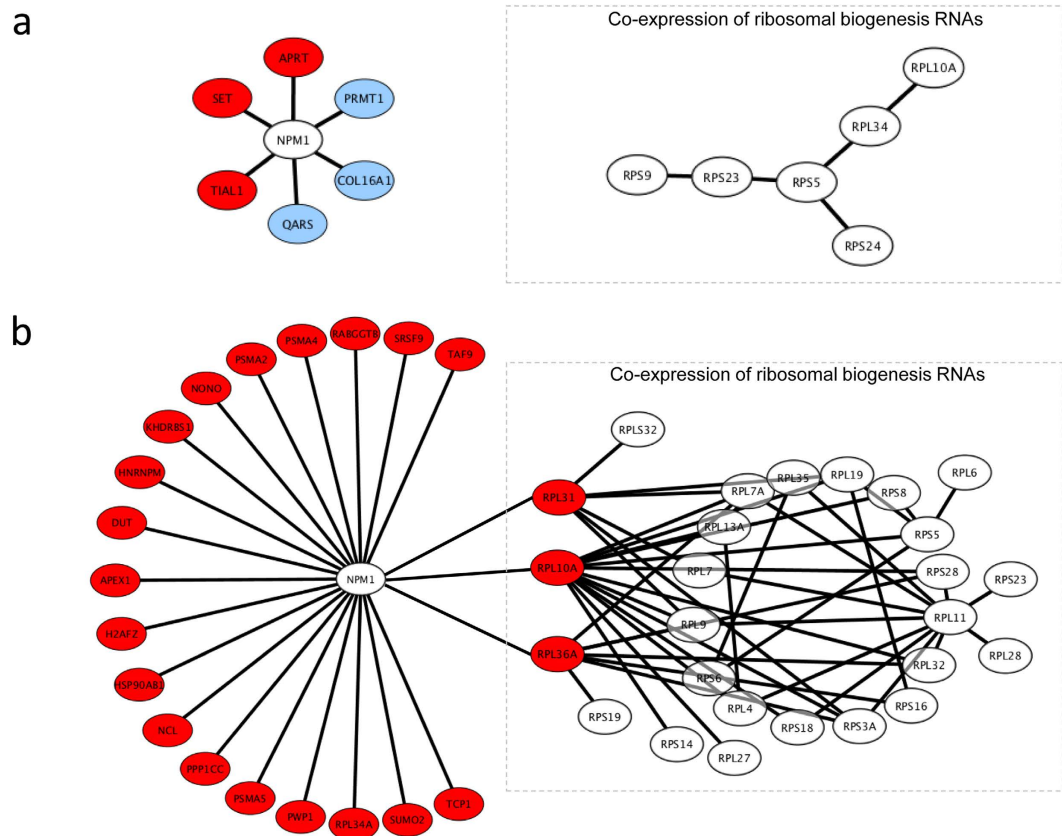 a
Co-expression of ribosomal biogenesis RNAs
APRT
SET
PRMT1
NPM1
TIAL1
COL16A1
QARS
RPL10A
RPL34
RPS9
RPS23
RPS5
RPS24
b
Co-expression of ribosomal biogenesis RNAs
RABGGTB
PSMA4
SRSF9
PSMA2
TAF9
NONO
KHDRBS1
HNRNPM
DUT
APEX1
H2AFZ
HSP90AB1
NCL
PPP1CC
PSMA5
PWP1
RPL34A
SUMO2
TCP1
NPM1
RPL31
RPL10A
RPL36A
RPLS32
RPL7A
RPL35
RPL19
RPS8
RPL6
RPL13A
RPS5
RPL7
RPS28
RPS23
RPL9
RPL11
RPL32
RPL28
RPS6
RPL4
RPS18
RPS3A
RPS16
RPS19
RPS14
RPL27